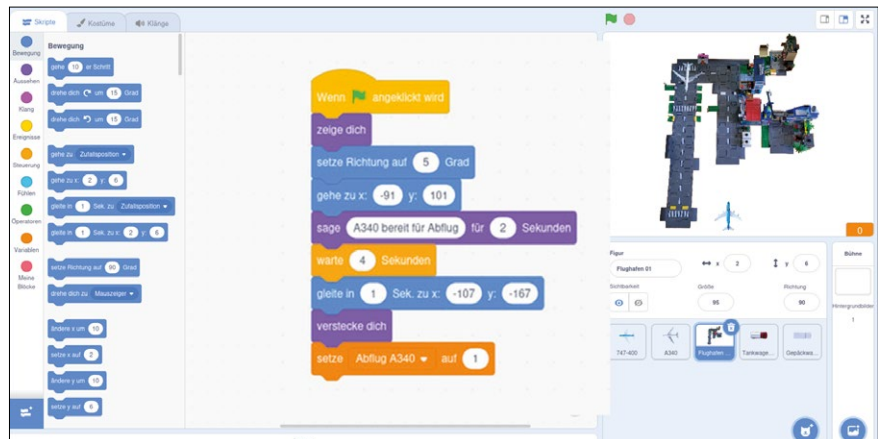 Skripte Kostüme Klänge
Bewegung
Aussehen
Klang
Ereignisse
Steuerung
Fühlen
Operatoren
Variablen
Meine
Blöcke
Bewegung
gehe 10 er Schritt
drehe dich um 15 Grad
drehe dich um 15 Grad
gehe zu Zufallsposition
gehe zu x: 2 y: 6
gleite in 1 Sek. zu Zufallsposition
gleite in 1 Sek. zu x: 2 y: 6
setze Richtung auf 90 Grad
drehe dich zu Mauszeiger
ändere x um 10
setze x auf 2
ändere y um 10
setze y auf 6
Wenn angeklickt wird
zeige dich
setze Richtung auf 5 Grad
gehe zu x: -91 y: 101
sage A340 bereit für Abflug für 2 Sekunden
warte 4 Sekunden
gleite in 1 Sek. zu x: -107 y: -167
verstecke dich
setze Abflug A340 auf 1
0
Figur
Flughafen 01 x 2 y 6
Sichtbarkeit Größe Richtung
95 90
747-400 A340 Flughafen ... Tankwage... Gepäckwa...
Bühne
Hintergrundbilder
1